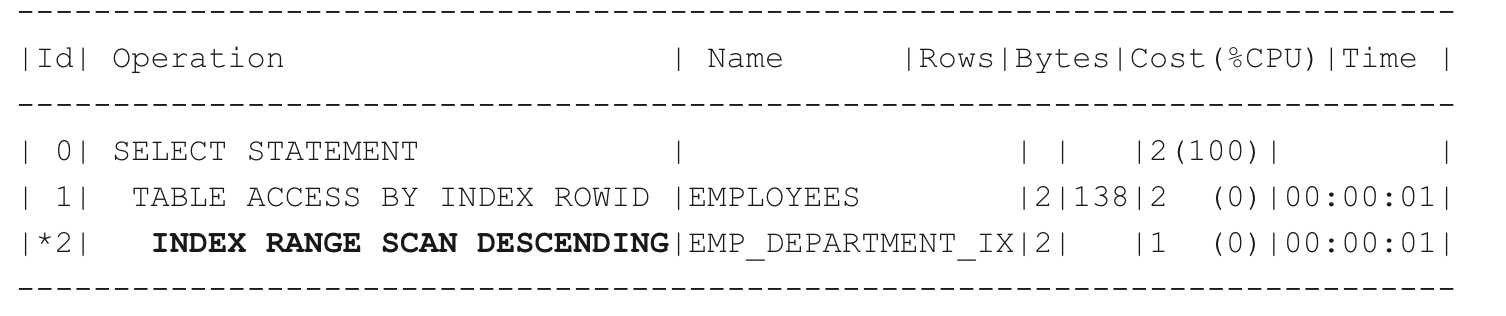 -------------------------------------------------------------------------------
|Id| Operation                     | Name      |Rows|Bytes|Cost(%CPU)|Time |
-------------------------------------------------------------------------------
| 0| SELECT STATEMENT              |                 | |   |2(100)|        |
| 1|  TABLE ACCESS BY INDEX ROWID |EMPLOYEES        |2|138|2  (0)|00:00:01|
|*2|   INDEX RANGE SCAN DESCENDING|EMP_DEPARTMENT_IX|2|   |1  (0)|00:00:01|
-------------------------------------------------------------------------------